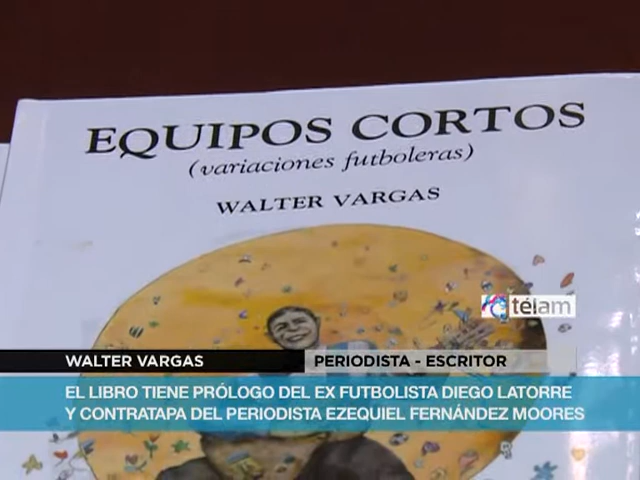 EQUIPOS CORTOS
(variaciones futboleras)
WALTER VARGAS
télam
WALTER VARGAS PERIODISTA - ESCRITOR
EL LIBRO TIENE PRÓLOGO DEL EX FUTBOLISTA DIEGO LATORRE
Y CONTRATAPA DEL PERIODISTA EZEQUIEL FERNÁNDEZ MOORES